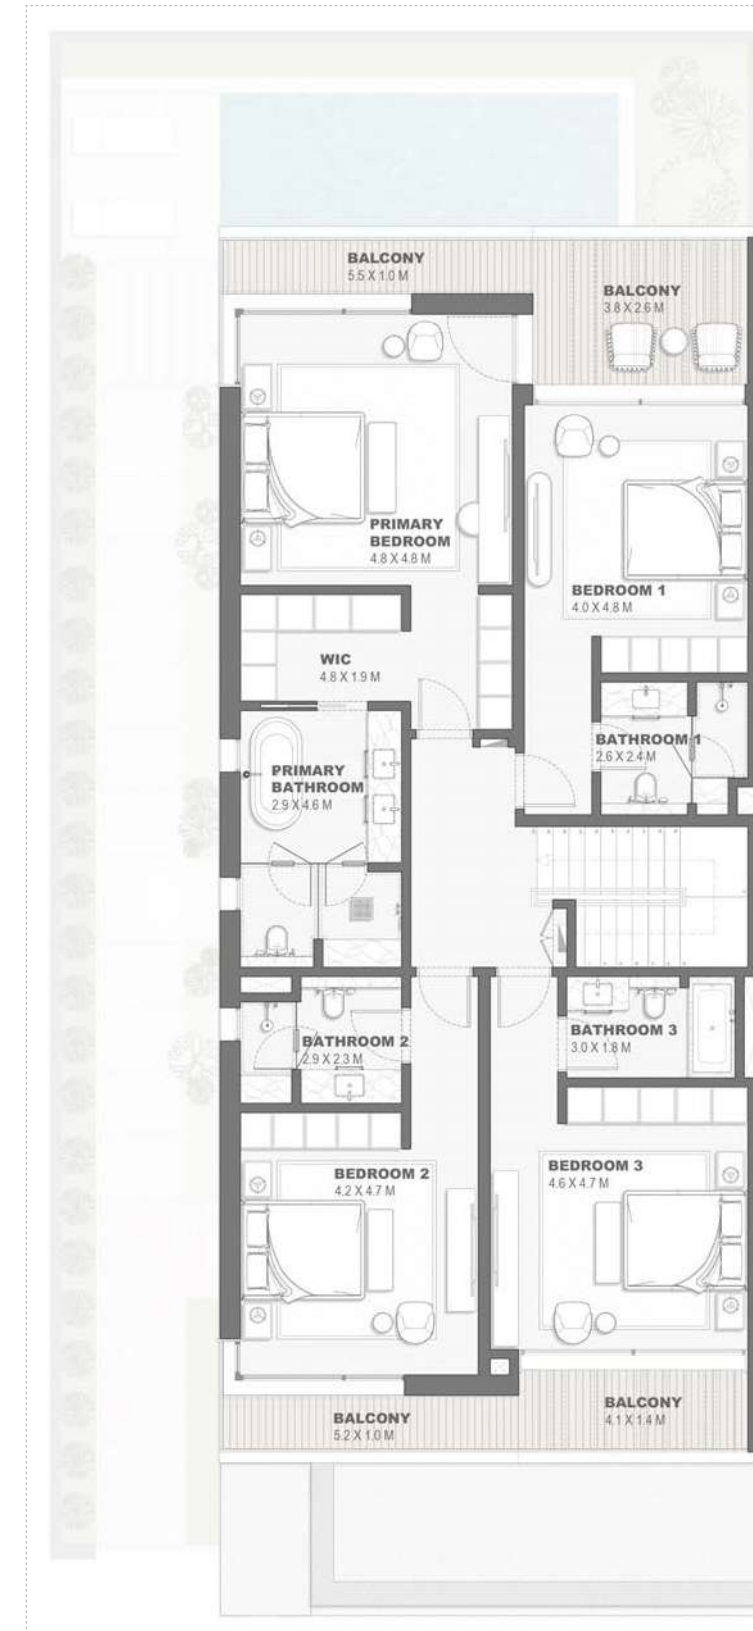 BALCONY
5.5 X 1.0 M
BALCONY
3.8 X 2.6 M
PRIMARY
BEDROOM
4.8 X 4.8 M
BEDROOM 1
4.0 X 4.8 M
WIC
4.8 X 1.9 M
BATHROOM 1
2.6 X 2.4 M
PRIMARY
BATHROOM
2.9 X 4.6 M
BATHROOM 2
2.9 X 2.3 M
BATHROOM 3
3.0 X 1.8 M
BEDROOM 2
4.2 X 4.7 M
BEDROOM 3
4.6 X 4.7 M
BALCONY
5.2 X 1.0 M
BALCONY
4.1 X 1.4 M